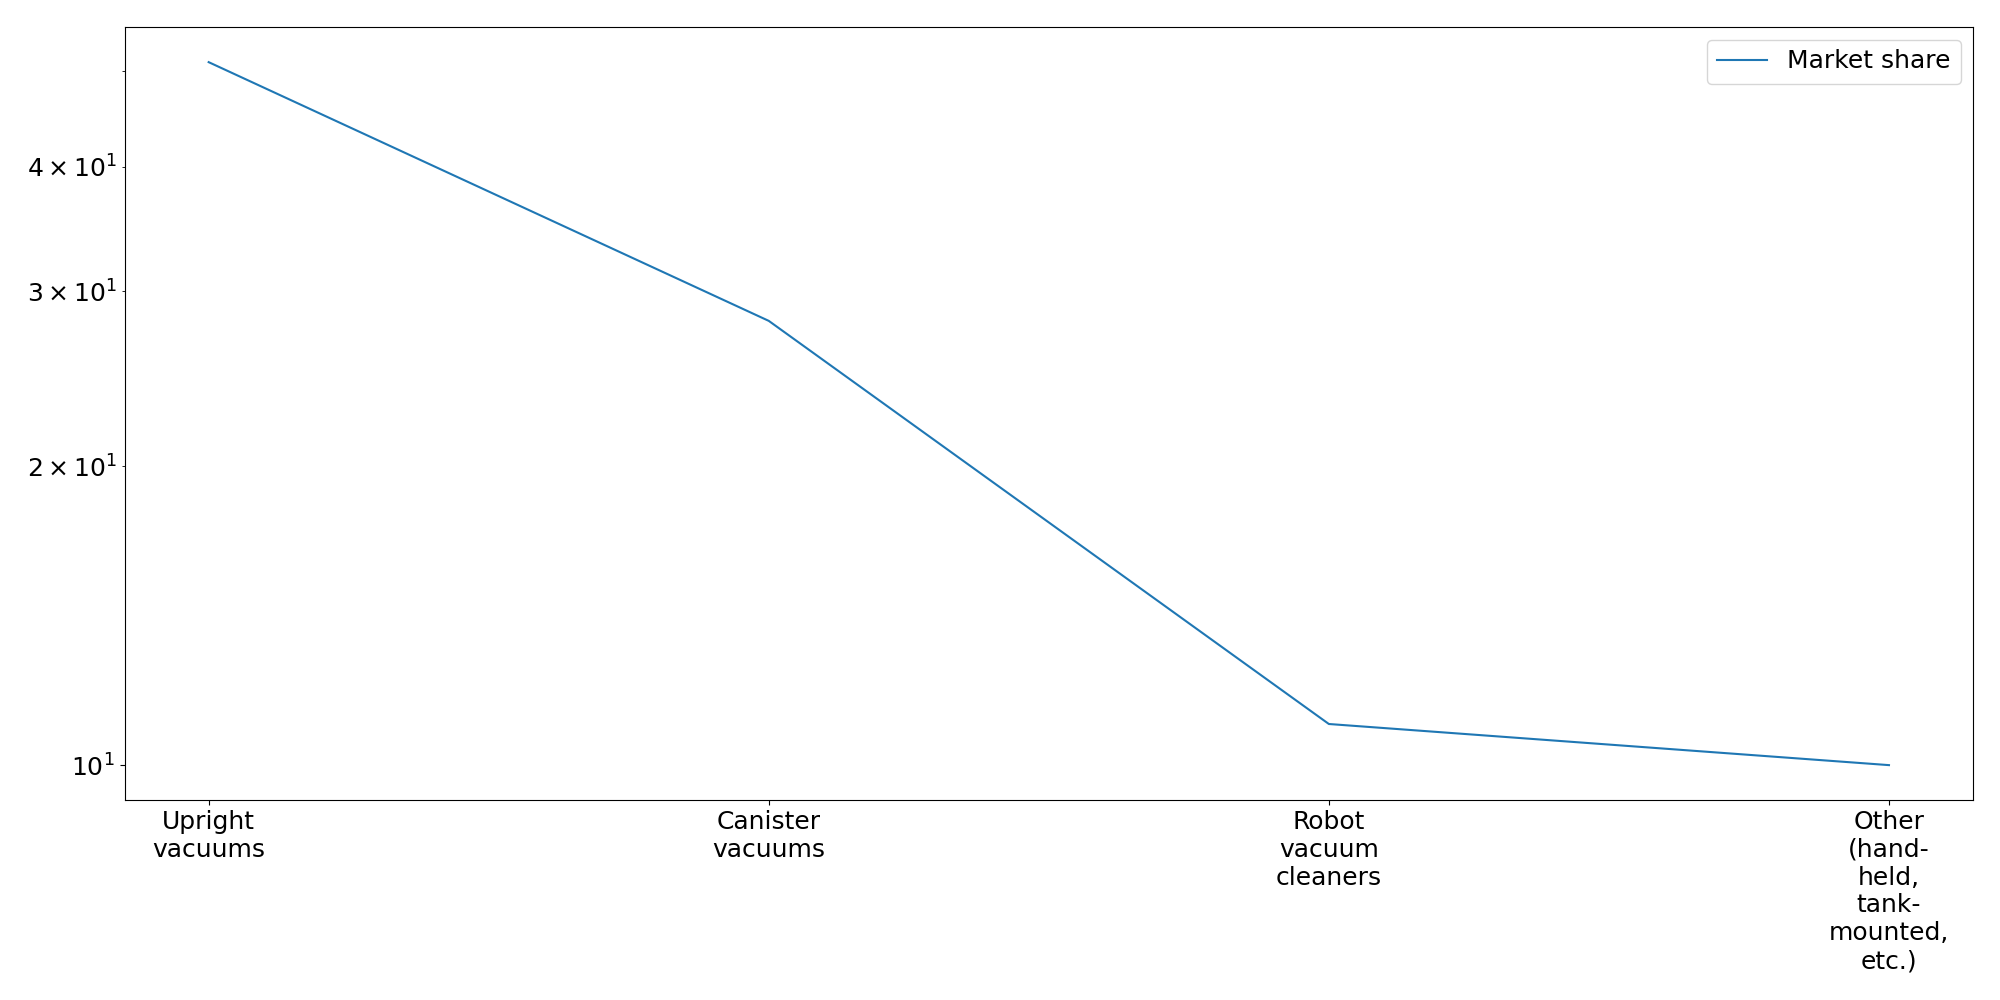 Market share
4 × 10¹
3 × 10¹
2 × 10¹
10¹
Upright
vacuums
Canister
vacuums
Robot
vacuum
cleaners
Other
(hand-
held,
tank-
mounted,
etc.)